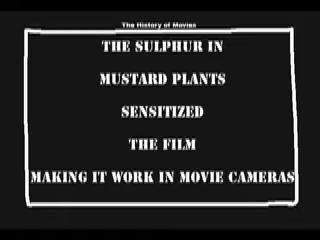 The History of Movies
THE SULPHUR IN
MUSTARD PLANTS
SENSITIZED
THE FILM
MAKING IT WORK IN MOVIE CAMERAS